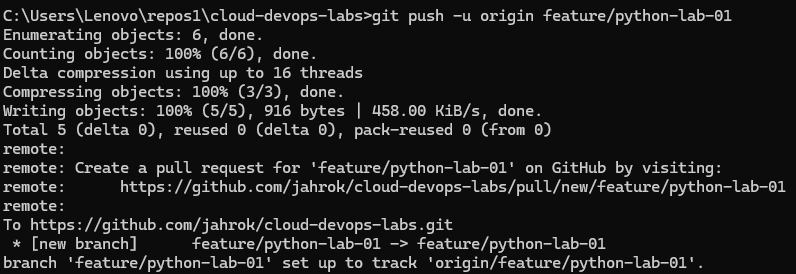 C:\Users\Lenovo\repos1\cloud-devops-labs>git push -u origin feature/python-lab-01
Enumerating objects: 6, done.
Counting objects: 100% (6/6), done.
Delta compression using up to 16 threads
Compressing objects: 100% (3/3), done.
Writing objects: 100% (5/5), 916 bytes | 458.00 KiB/s, done.
Total 5 (delta 0), reused 0 (delta 0), pack-reused 0 (from 0)
remote:
remote: Create a pull request for 'feature/python-lab-01' on GitHub by visiting:
remote:      https://github.com/jahrok/cloud-devops-labs/pull/new/feature/python-lab-01
remote:
To https://github.com/jahrok/cloud-devops-labs.git
 * [new branch]      feature/python-lab-01 -> feature/python-lab-01
branch 'feature/python-lab-01' set up to track 'origin/feature/python-lab-01'.